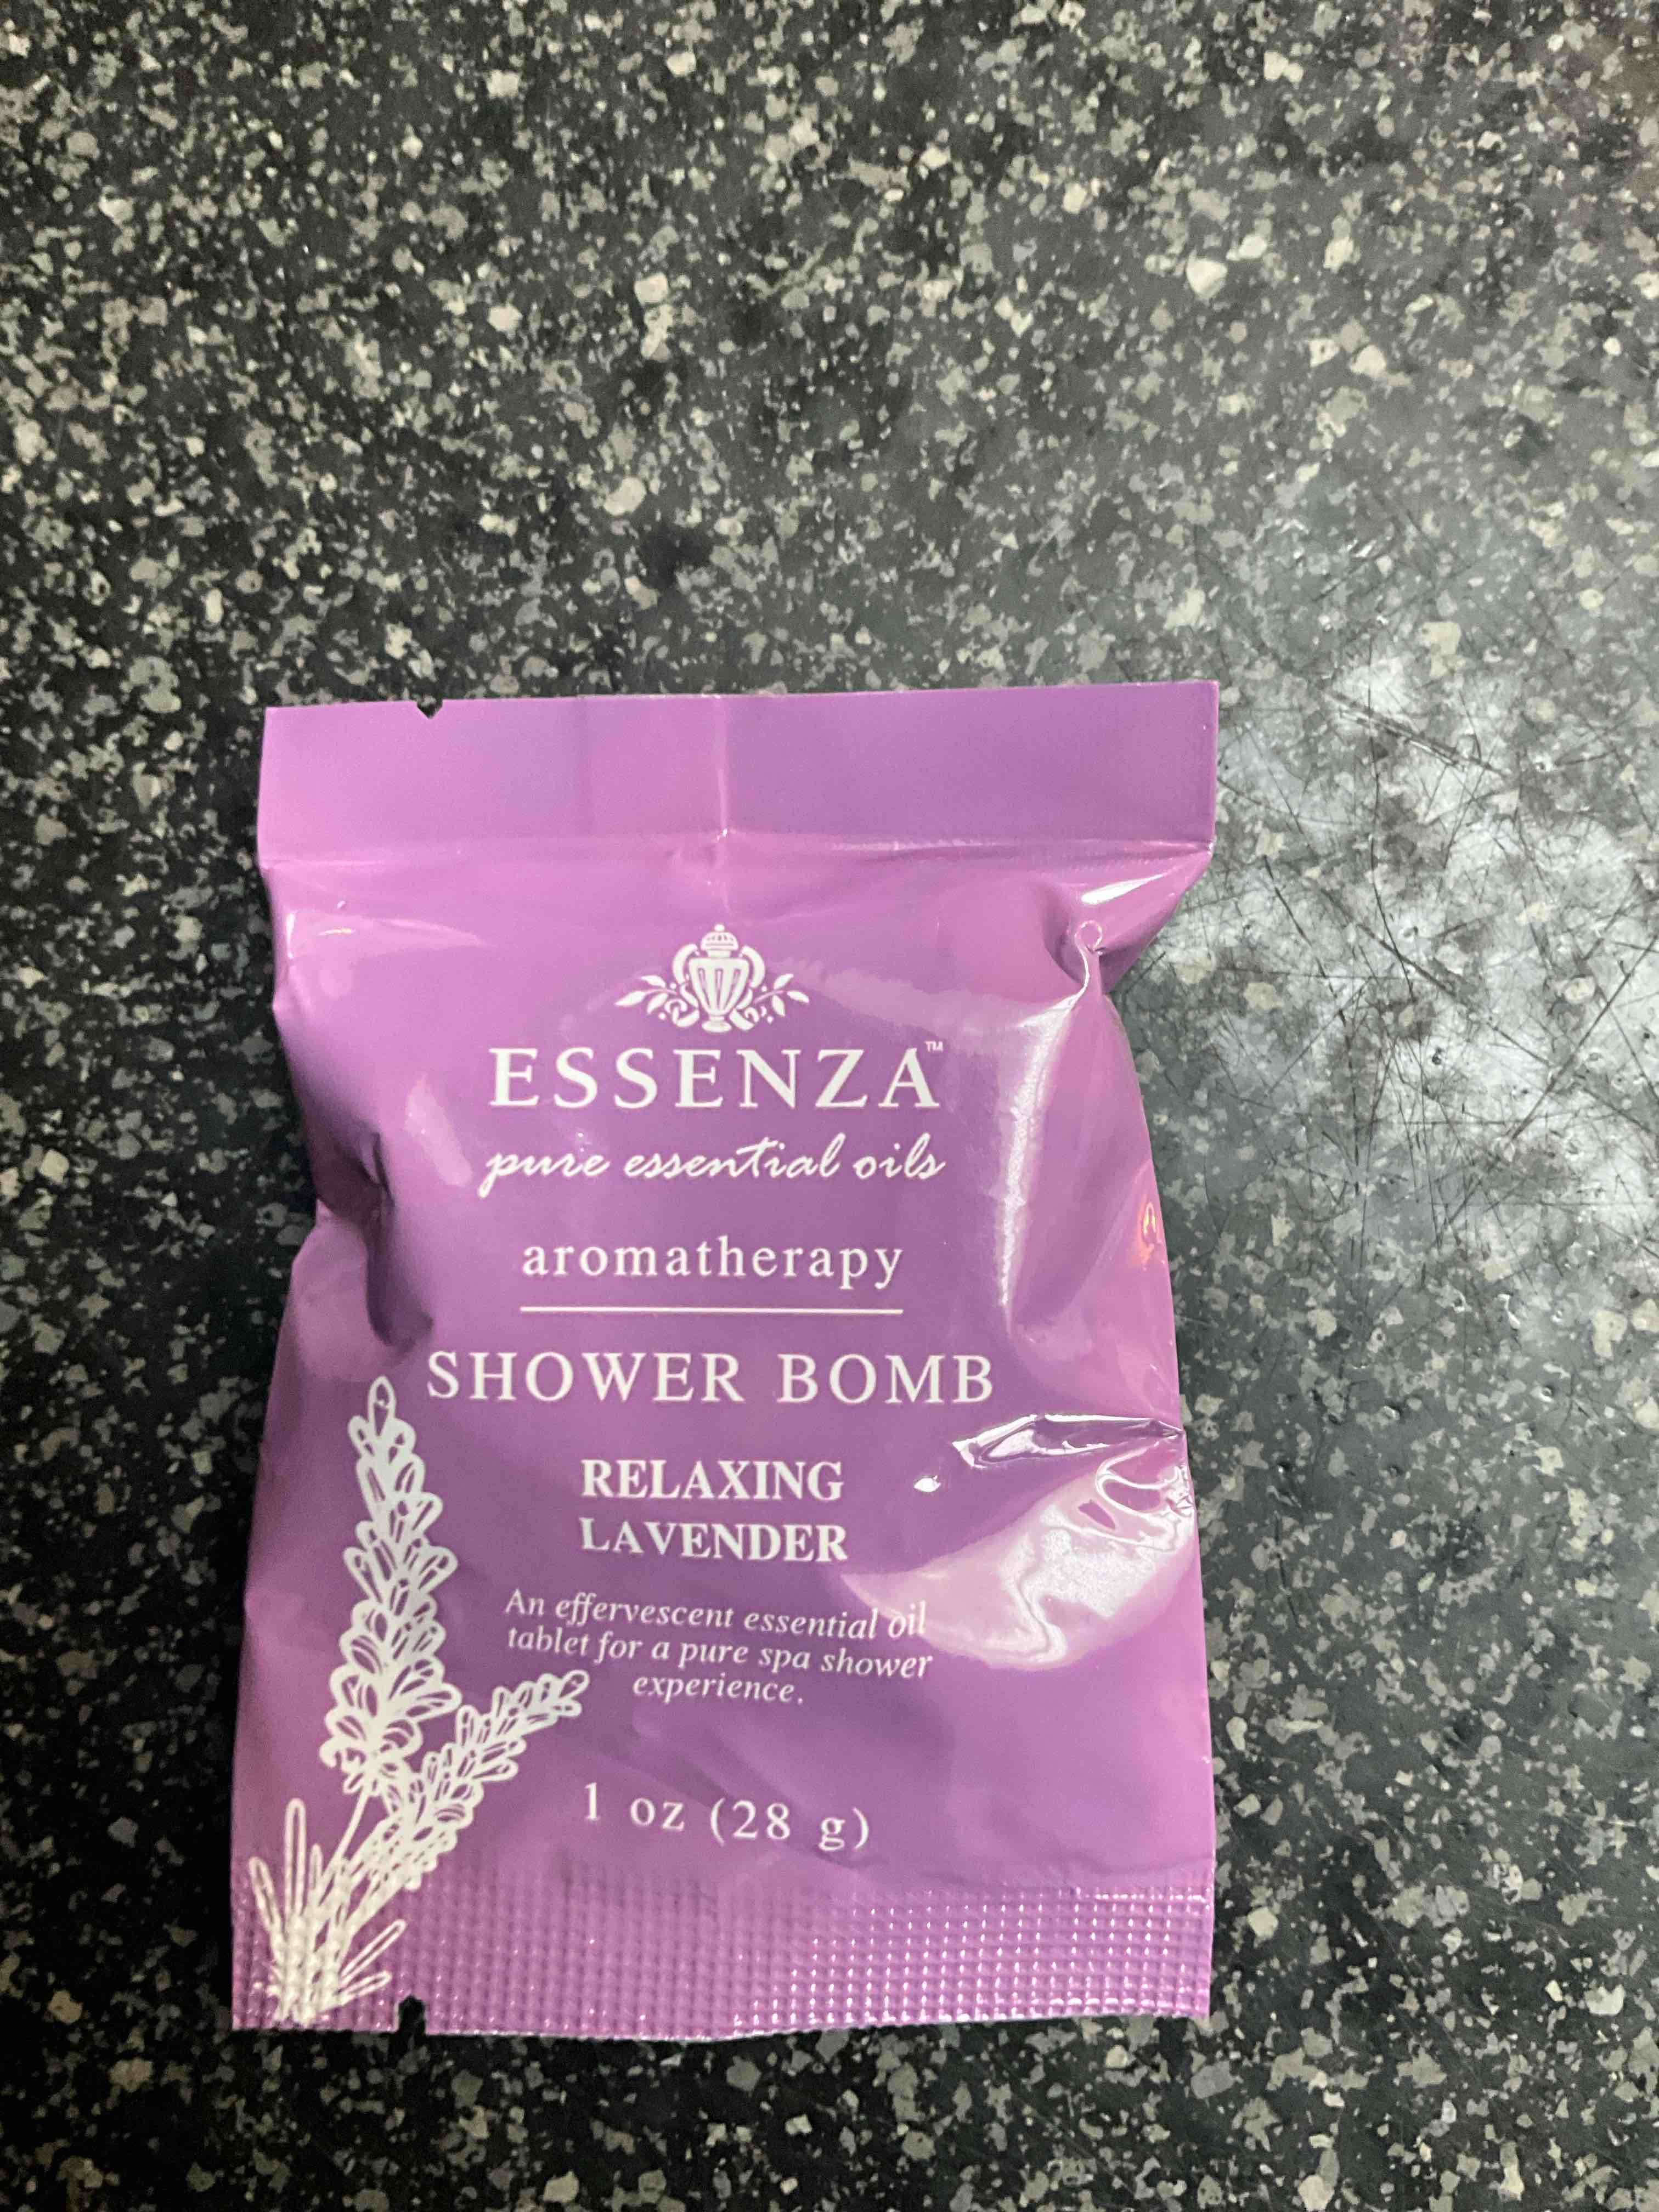 ESSENZA™
pure essential oils
aromatherapy
SHOWER BOMB
RELAXING
LAVENDER
An effervescent essential oil
tablet for a pure spa shower
experience.
1 oz (28 g)